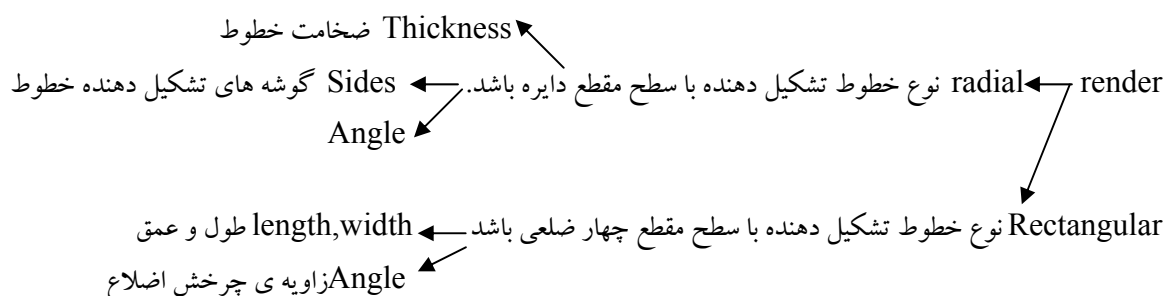 Thickness ضخامت خطوط
render radial نوع خطوط تشکیل دهنده با سطح مقطع دایره باشد. Sides گوشه های تشکیل دهنده خطوط
Angle
Rectangular نوع خطوط تشکیل دهنده با سطح مقطع چهار ضلعی باشد length,width طول و عمق
Angle زاویه ی چرخش اضلاع